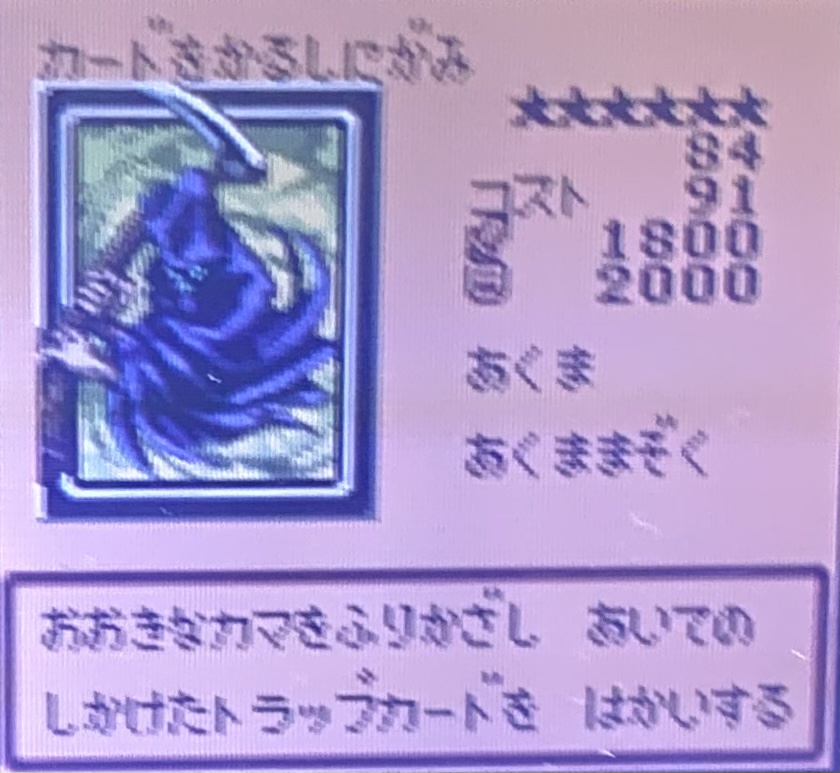 カードをかるしにがみ
★★★★★★
84
コスト 91
攻 1800
守 2000
あくま
あくままぞく
おおきなカマをふりかざし あいての
しかけたトラップカードを はかいする